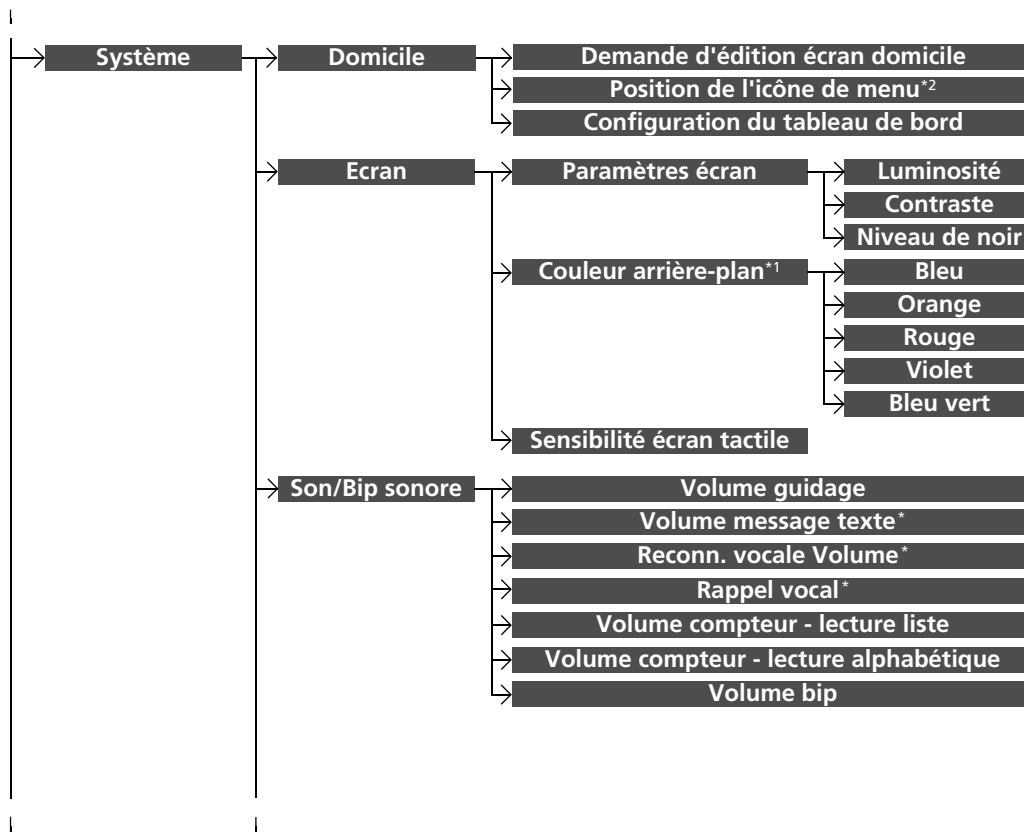 Système
Domicile
Demande d'édition écran domicile
Position de l'icône de menu*2
Configuration du tableau de bord
Ecran
Paramètres écran
Luminosité
Contraste
Niveau de noir
Couleur arrière-plan*1
Bleu
Orange
Rouge
Violet
Bleu vert
Sensibilité écran tactile
Son/Bip sonore
Volume guidage
Volume message texte*
Reconn. vocale Volume*
Rappel vocal*
Volume compteur - lecture liste
Volume compteur - lecture alphabétique
Volume bip